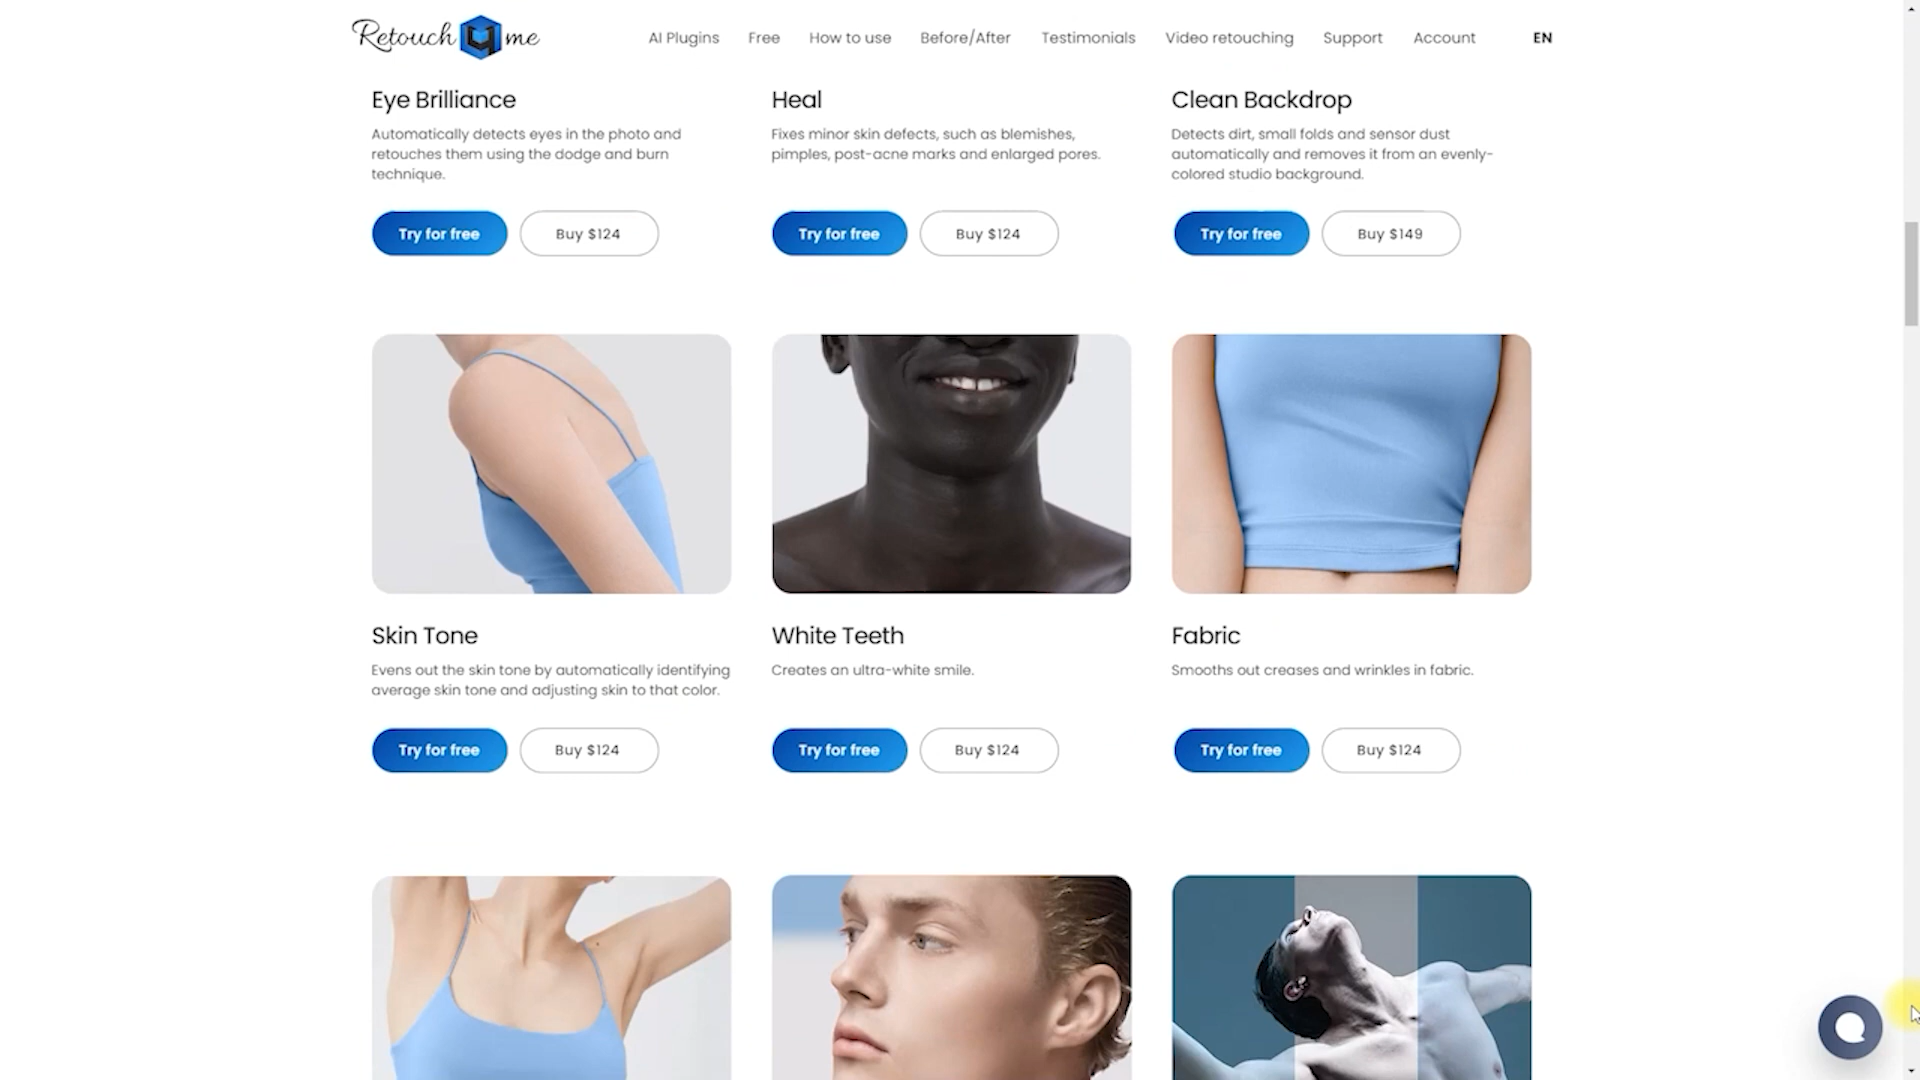 Retouch4me
AI Plugins
Free
How to use
Before/After
Testimonials
Video retouching
Support
Account
EN
Eye Brilliance
Automatically detects eyes in the photo and
retouches them using the dodge and burn
technique.
Try for free
Buy $124
Heal
Fixes minor skin defects, such as blemishes,
pimples, post-acne marks and enlarged pores.
Try for free
Buy $124
Clean Backdrop
Detects dirt, small folds and sensor dust
automatically and removes it from an evenly-
colored studio background.
Try for free
Buy $149
Skin Tone
Evens out the skin tone by automatically identifying
average skin tone and adjusting skin to that color.
Try for free
Buy $124
White Teeth
Creates an ultra-white smile.
Try for free
Buy $124
Fabric
Smooths out creases and wrinkles in fabric.
Try for free
Buy $124